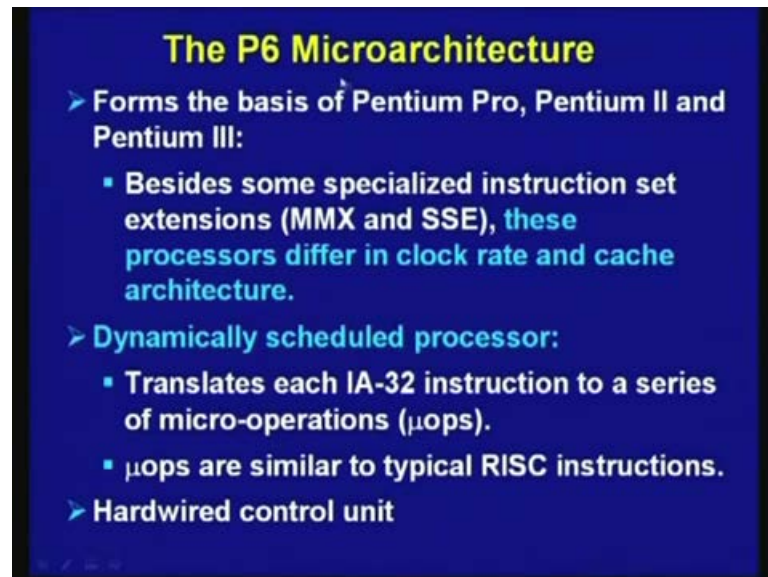 The P6 Microarchitecture
➢ Forms the basis of Pentium Pro, Pentium II and
Pentium III:
▪ Besides some specialized instruction set
extensions (MMX and SSE), these
processors differ in clock rate and cache
architecture.
➢ Dynamically scheduled processor:
▪ Translates each IA-32 instruction to a series
of micro-operations (μops).
▪ μops are similar to typical RISC instructions.
➢ Hardwired control unit